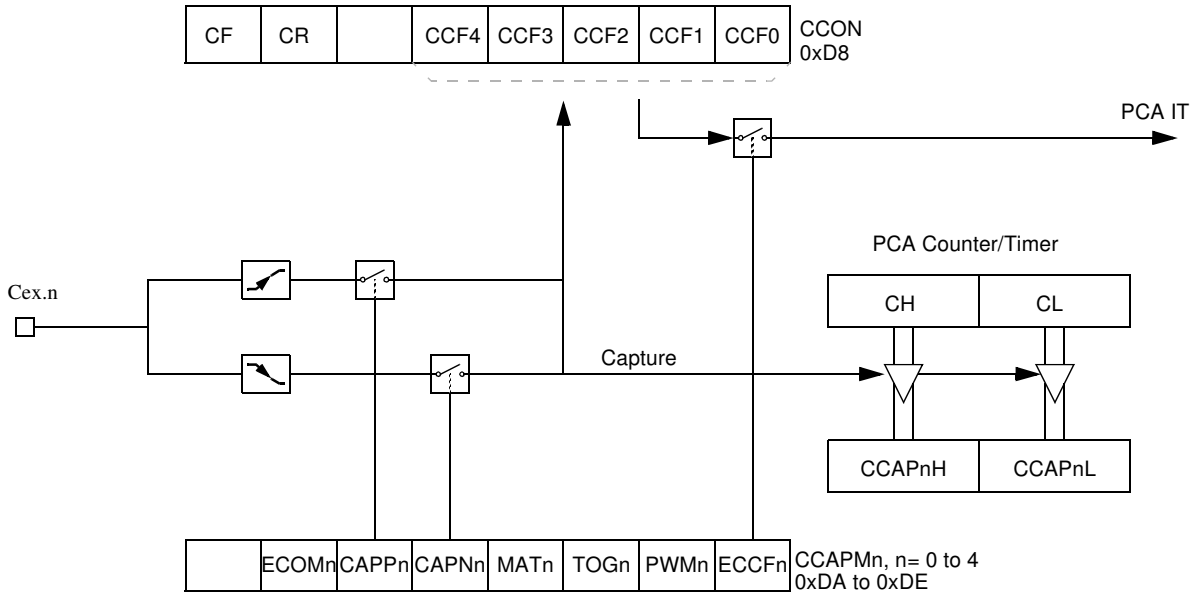 CF CR CCF4 CCF3 CCF2 CCF1 CCF0 CCON
0xD8
PCA IT
PCA Counter/Timer
Cex.n
CH CL
Capture
CCAPnH CCAPnL
ECOMn CAPPn CAPNn MATn TOGn PWMn ECCFn CCAPMn, n= 0 to 4
0xDA to 0xDE